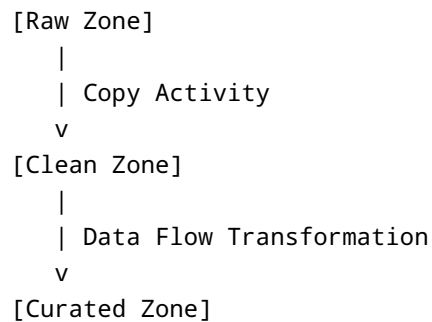 [Raw Zone]
|
| Copy Activity
v
[Clean Zone]
|
| Data Flow Transformation
v
[Curated Zone]